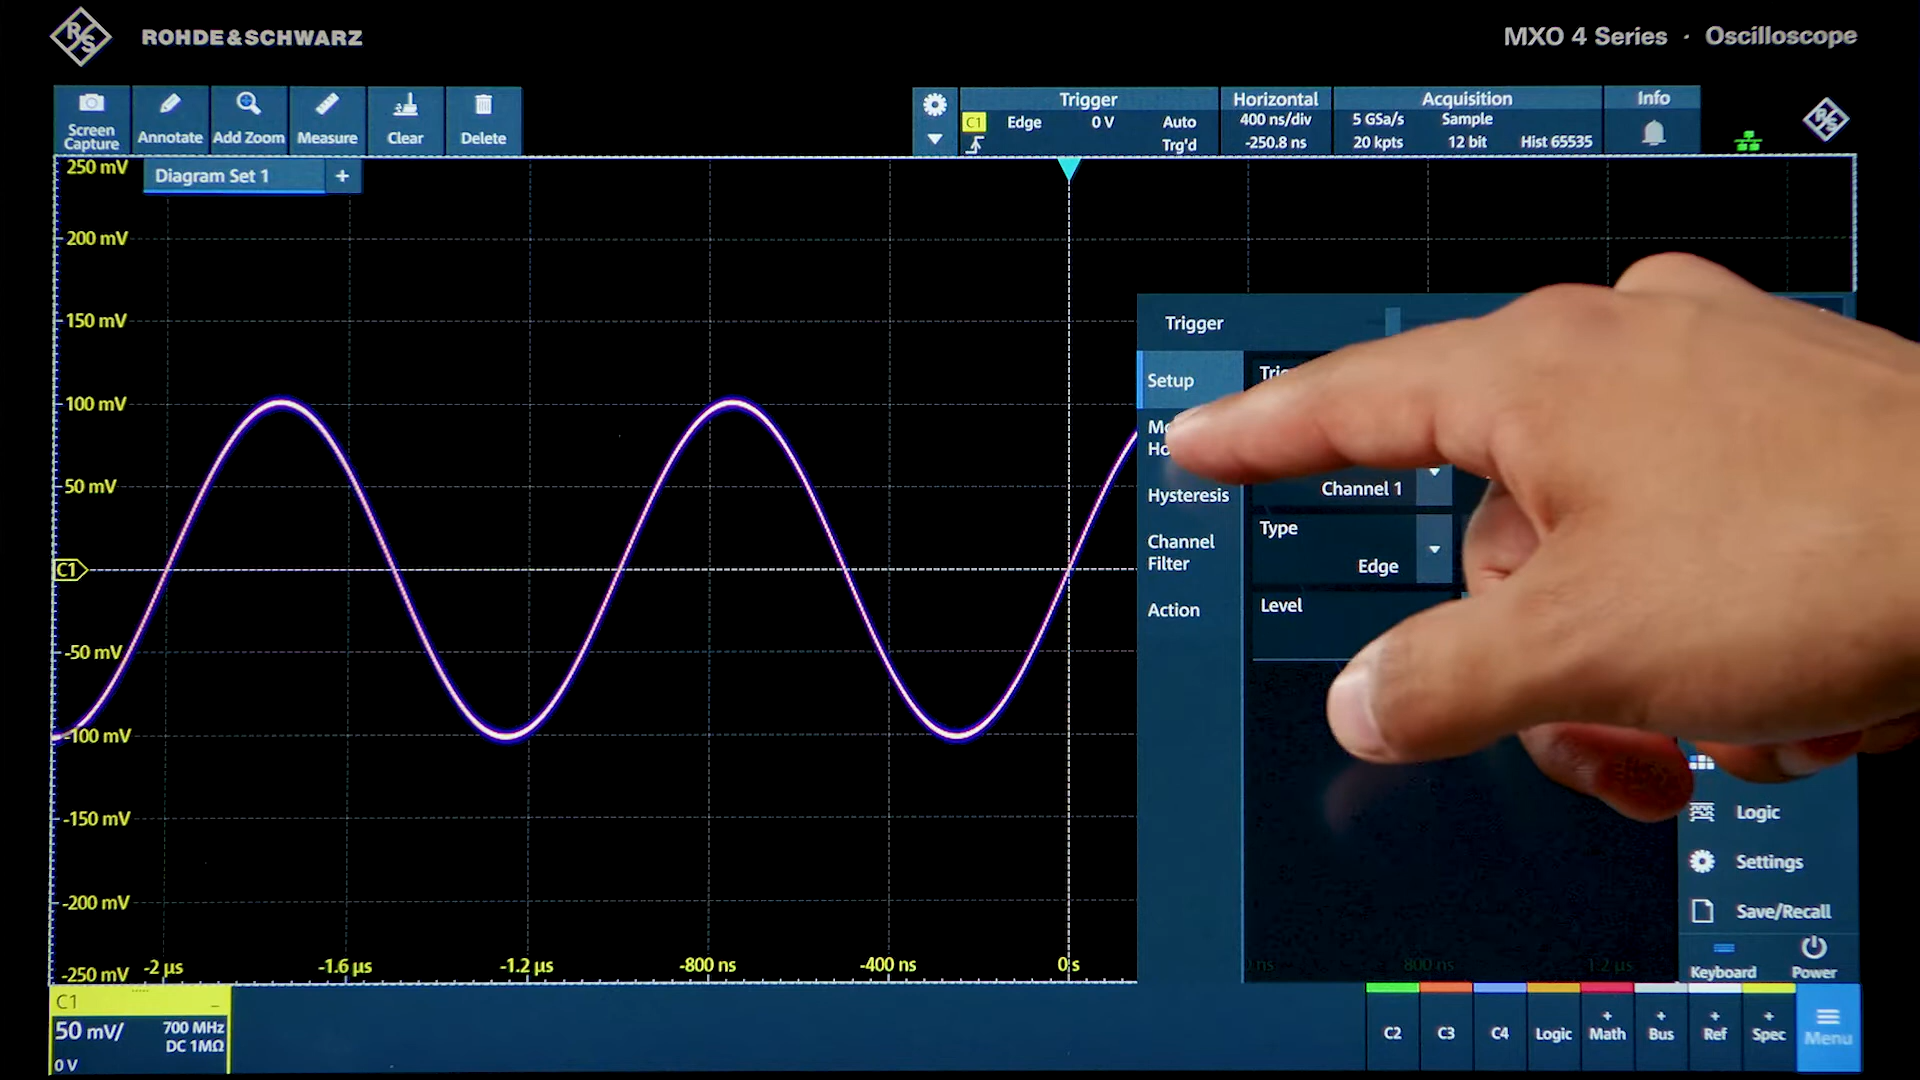 ROHDE & SCHWARZ
MXO 4 Series · Oscilloscope
Screen
Capture
Annotate
Add Zoom
Measure
Clear
Delete
Trigger
C1
Edge
0 V
Auto
Trg'd
Horizontal
400 ns/div
-250.8 ns
Acquisition
5 GSa/s
Sample
20 kpts
12 bit
Hist 65535
Info
Diagram Set 1
+
250 mV
200 mV
150 mV
100 mV
50 mV
C1
-50 mV
-100 mV
-150 mV
-200 mV
-250 mV
-2 µs
-1.6 µs
-1.2 µs
-800 ns
-400 ns
0 s
800 ns
1.2 µs
Trigger
Setup
Hysteresis
Channel
Filter
Action
Channel 1
Type
Edge
Level
Logic
Settings
Save/Recall
Keyboard
Power
C1
50 mV/
700 MHz
DC 1MΩ
0 V
C2
C3
C4
Logic
+
Math
+
Bus
+
Ref
+
Spec
Menu